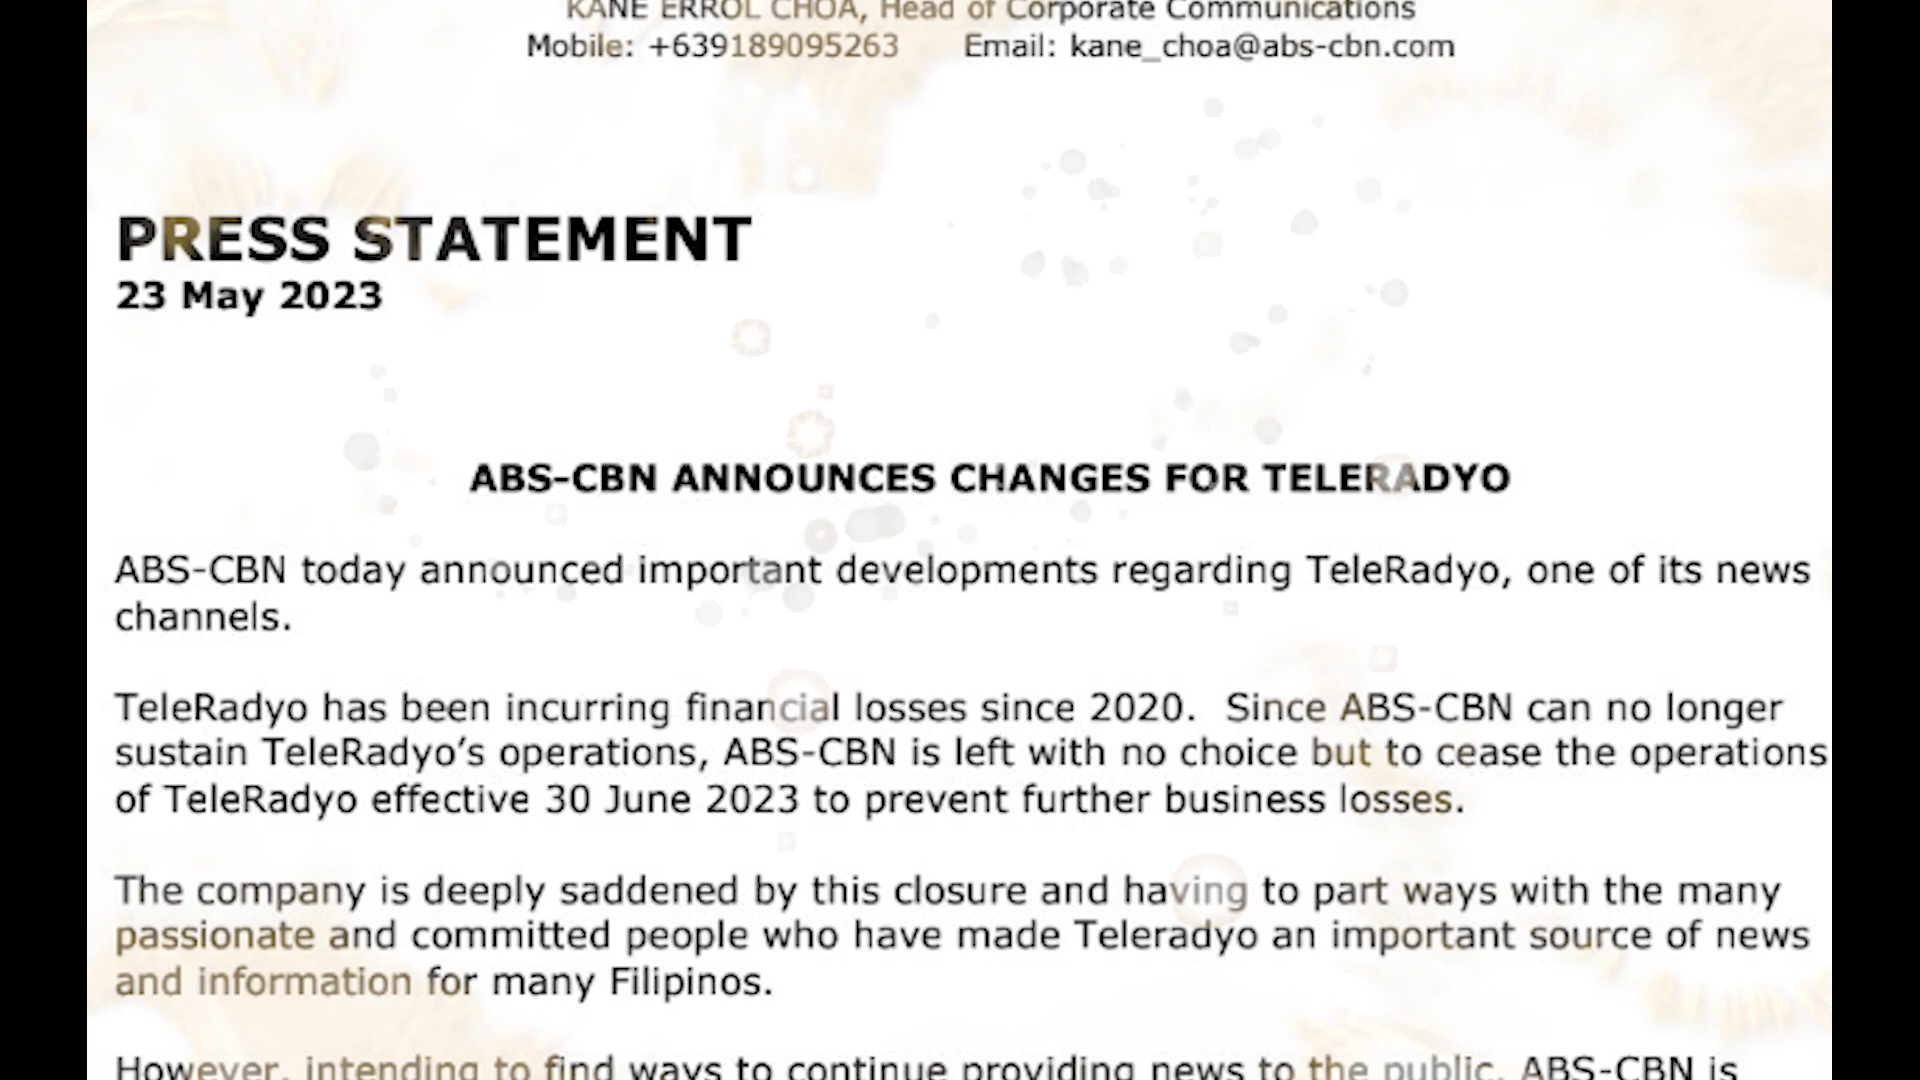 KANE ERROL CHOA, Head of Corporate Communications
Mobile: +639189095263 Email: kane_choa@abs-cbn.com
PRESS STATEMENT
23 May 2023
ABS-CBN ANNOUNCES CHANGES FOR TELERADYO
ABS-CBN today announced important developments regarding TeleRadyo, one of its news
channels.
TeleRadyo has been incurring financial losses since 2020. Since ABS-CBN can no longer
sustain TeleRadyo’s operations, ABS-CBN is left with no choice but to cease the operations
of TeleRadyo effective 30 June 2023 to prevent further business losses.
The company is deeply saddened by this closure and having to part ways with the many
passionate and committed people who have made Teleradyo an important source of news
and information for many Filipinos.
However, intending to find ways to continue providing news to the public, ABS-CBN is